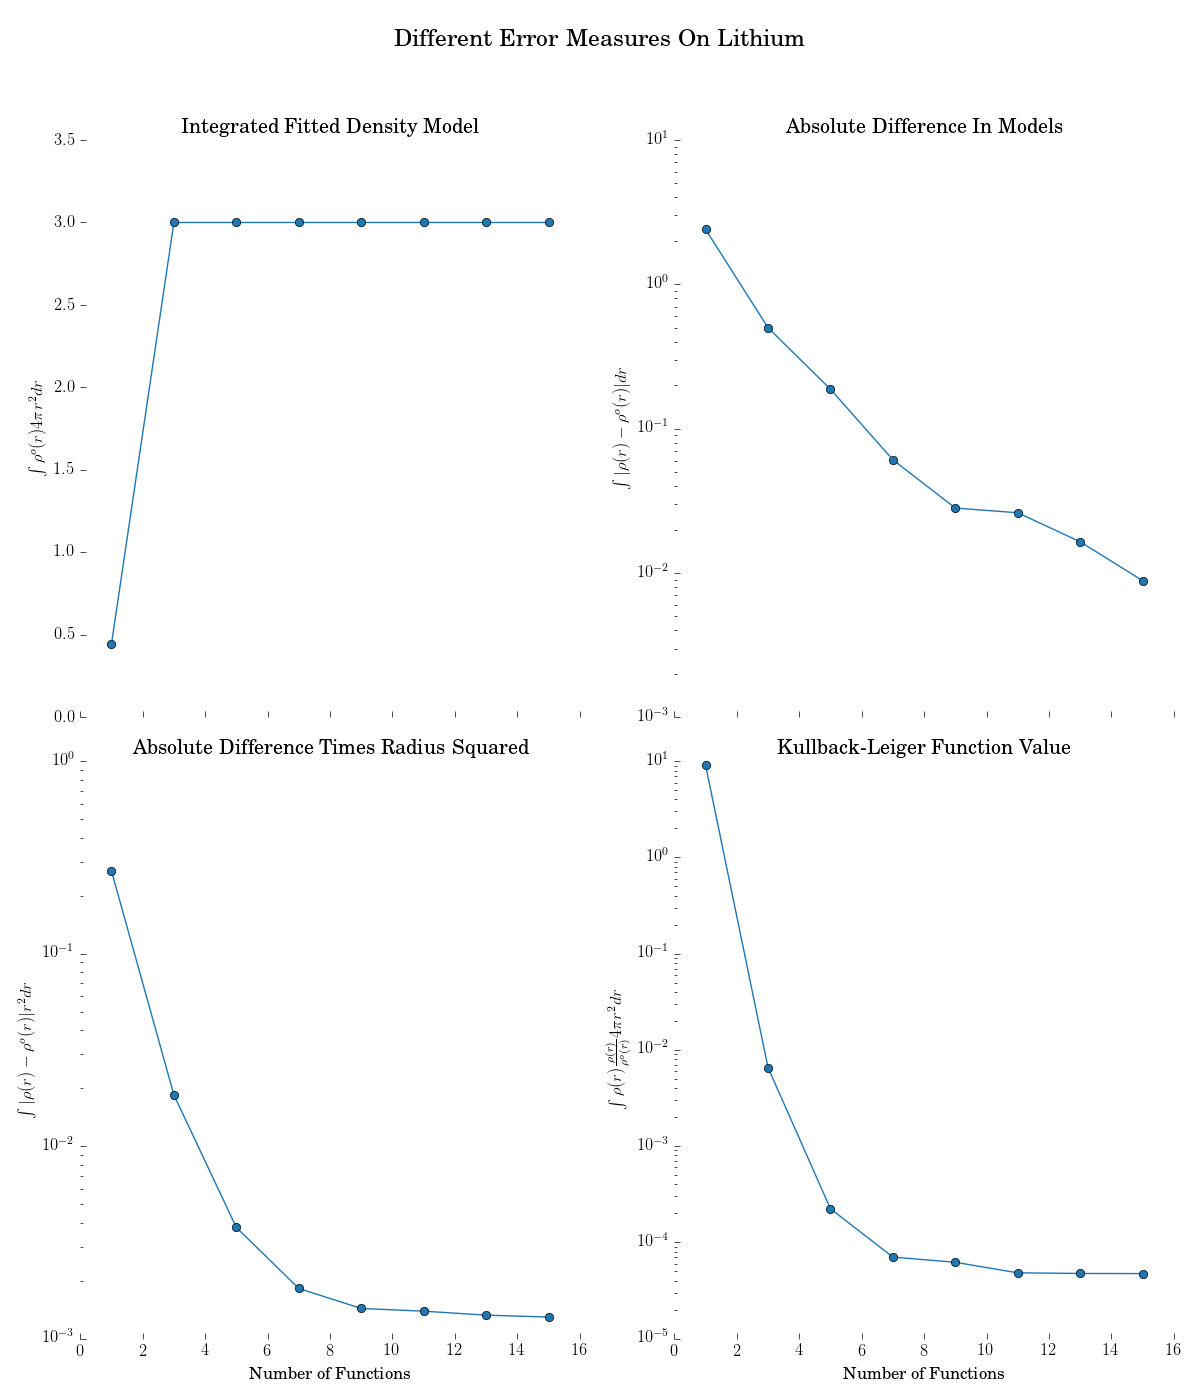 Different Error Measures On Lithium
Integrated Fitted Density Model
3.5
3.0
2.5
2.0
1.5
1.0
0.5
0.0
∫ρ^o(r)4πr^2dr
Absolute Difference In Models
10^1
10^0
10^−1
10^−2
10^−3
∫|ρ(r) − ρ^o(r)|dr
Absolute Difference Times Radius Squared
10^0
10^−1
10^−2
10^−3
∫|ρ(r) − ρ^o(r)|r^2dr
0 2 4 6 8 10 12 14 16
Number of Functions
Kullback-Leiger Function Value
10^1
10^0
10^−1
10^−2
10^−3
10^−4
10^−5
∫ρ(r) ρ(r)/ρ^o(r) 4πr^2dr
0 2 4 6 8 10 12 14 16
Number of Functions